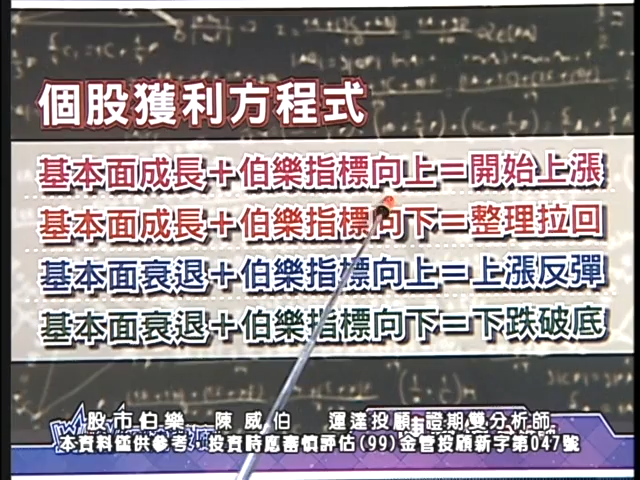 個股獲利方程式
基本面成長＋伯樂指標向上＝開始上漲
基本面成長＋伯樂指標向下＝整理拉回
基本面衰退＋伯樂指標向上＝上漲反彈
基本面衰退＋伯樂指標向下＝下跌破底
股市伯樂 陳威伯 運達投顧 證期雙分析師
本資料僅供參考 投資時應審慎評估(99)金管投顧新字第047號